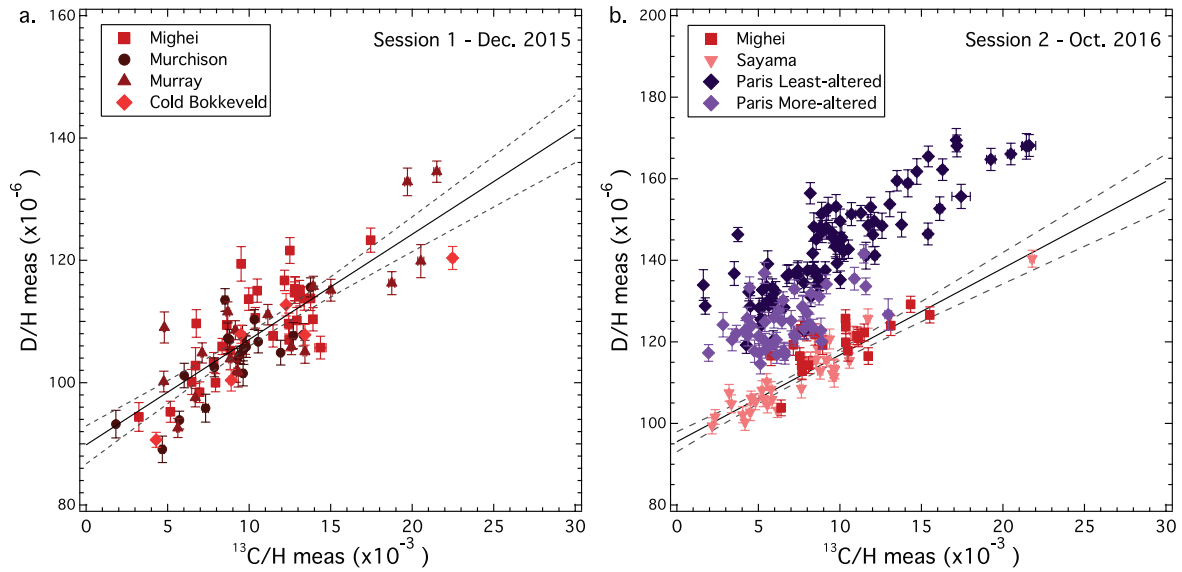 a.
160
140
120
100
80
D/H meas (x10⁻⁶)
Mighei
Murchison
Murray
Cold Bokkeveld
Session 1 - Dec. 2015
0 5 10 15 20 25 30
¹³C/H meas (x10⁻³)
b.
200
180
160
140
120
100
80
D/H meas (x10⁻⁶)
Mighei
Sayama
Paris Least-altered
Paris More-altered
Session 2 - Oct. 2016
0 5 10 15 20 25 30
¹³C/H meas (x10⁻³)